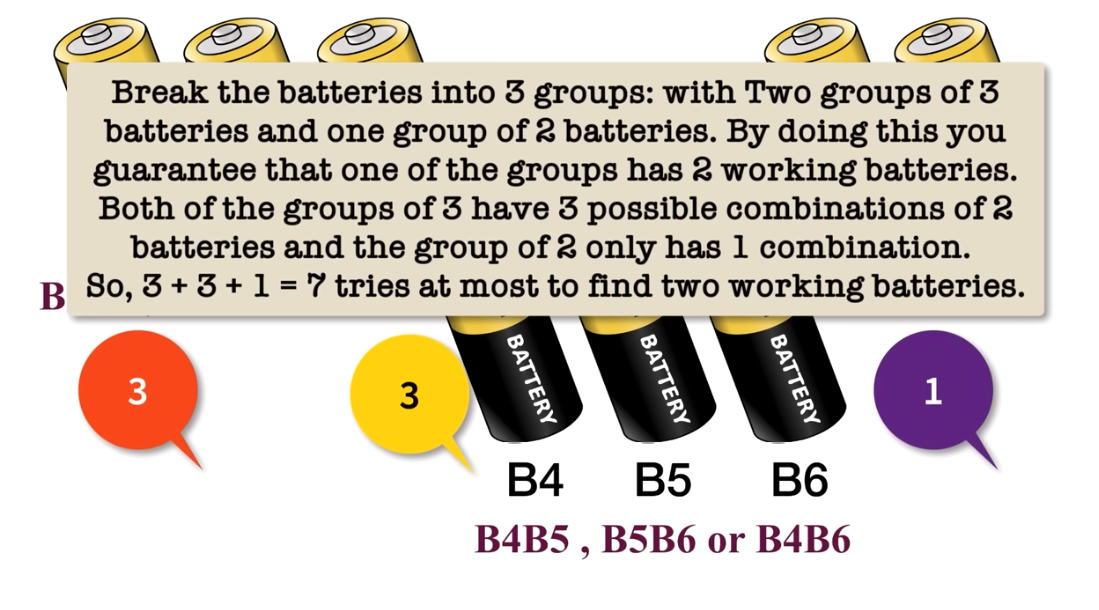 Break the batteries into 3 groups: with Two groups of 3
batteries and one group of 2 batteries. By doing this you
guarantee that one of the groups has 2 working batteries.
Both of the groups of 3 have 3 possible combinations of 2
batteries and the group of 2 only has 1 combination.
So, 3 + 3 + 1 = 7 tries at most to find two working batteries.
B
3
3
BATTERY
BATTERY
BATTERY
1
B4
B5
B6
B4B5 , B5B6 or B4B6